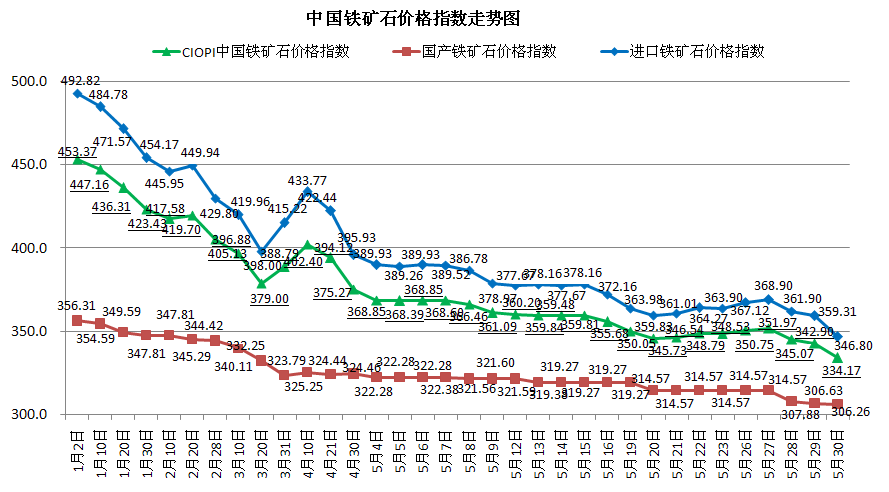 中国铁矿石价格指数走势图
CIOPI中国铁矿石价格指数
国产铁矿石价格指数
进口铁矿石价格指数
500.0
450.0
400.0
350.0
300.0
492.82
484.78
471.57
454.17
445.95
449.94
429.80
419.96
398.00
415.22
433.77
422.44
395.93
389.93
389.26
389.93
389.52
386.78
378.97
377.67
378.16
377.67
378.16
372.16
363.98
359.83
361.01
364.27
363.90
367.12
368.90
361.90
359.31
346.80
453.37
447.16
436.31
423.43
417.58
419.70
405.13
396.88
379.00
388.79
402.40
394.12
375.27
368.85
368.39
368.85
368.60
366.46
361.09
360.20
359.84
359.48
359.81
355.68
350.05
345.73
346.54
348.79
348.53
350.75
351.97
345.07
342.90
334.17
356.31
354.59
349.59
347.81
347.81
345.29
344.42
340.11
332.25
323.79
325.25
324.44
324.46
322.28
322.28
322.28
322.38
321.56
321.60
321.59
319.38
319.27
319.27
319.27
319.27
314.57
314.57
314.57
314.57
314.57
314.57
307.88
306.63
306.26
1月2日
1月10日
1月20日
1月30日
2月10日
2月20日
2月28日
3月10日
3月20日
3月31日
4月10日
4月21日
4月30日
5月4日
5月5日
5月6日
5月7日
5月8日
5月9日
5月12日
5月13日
5月14日
5月15日
5月16日
5月19日
5月20日
5月21日
5月22日
5月23日
5月26日
5月27日
5月28日
5月29日
5月30日